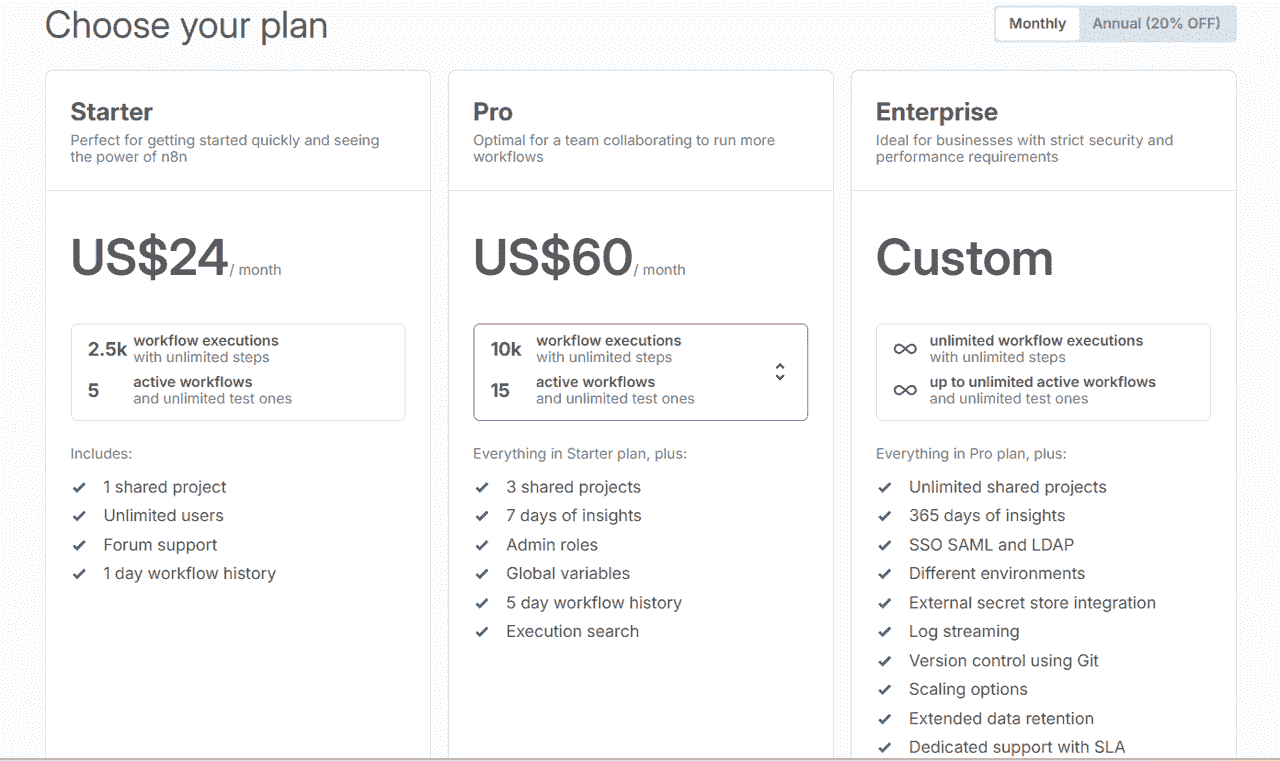 Choose your plan
Monthly
Annual (20% OFF)
Starter
Perfect for getting started quickly and seeing
the power of n8n
US$24/ month
2.5k workflow executions
with unlimited steps
5 active workflows
and unlimited test ones
Includes:
1 shared project
Unlimited users
Forum support
1 day workflow history
Pro
Optimal for a team collaborating to run more
workflows
US$60/ month
10k workflow executions
with unlimited steps
15 active workflows
and unlimited test ones
Everything in Starter plan, plus:
3 shared projects
7 days of insights
Admin roles
Global variables
5 day workflow history
Execution search
Enterprise
Ideal for businesses with strict security and
performance requirements
Custom
∞ unlimited workflow executions
with unlimited steps
∞ up to unlimited active workflows
and unlimited test ones
Everything in Pro plan, plus:
Unlimited shared projects
365 days of insights
SSO SAML and LDAP
Different environments
External secret store integration
Log streaming
Version control using Git
Scaling options
Extended data retention
Dedicated support with SLA